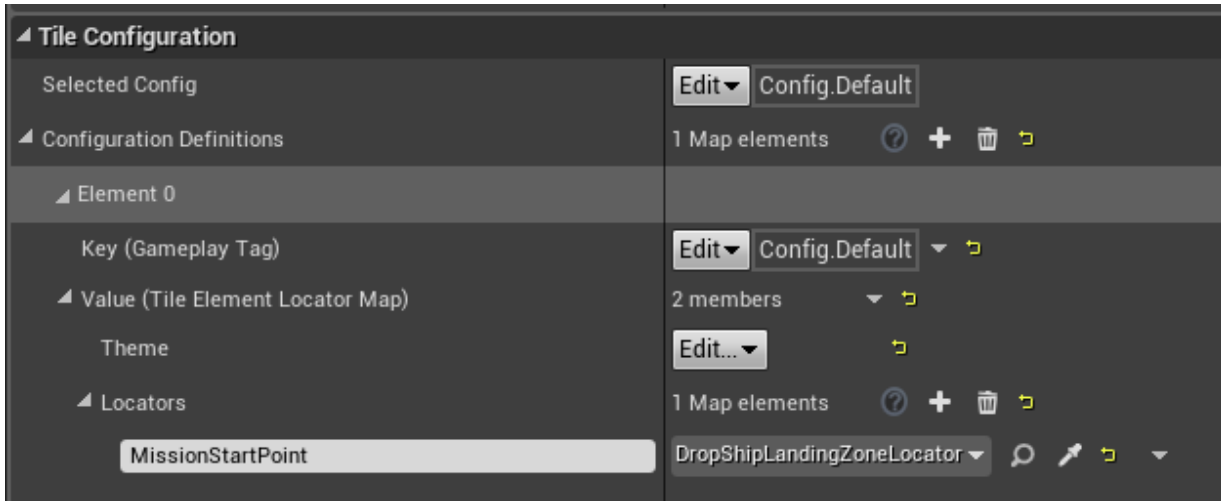 Tile Configuration
Selected Config Edit Config.Default
Configuration Definitions 1 Map elements ?
Element 0
Key (Gameplay Tag) Edit Config.Default
Value (Tile Element Locator Map) 2 members
Theme Edit...
Locators 1 Map elements ?
MissionStartPoint DropShipLandingZoneLocator